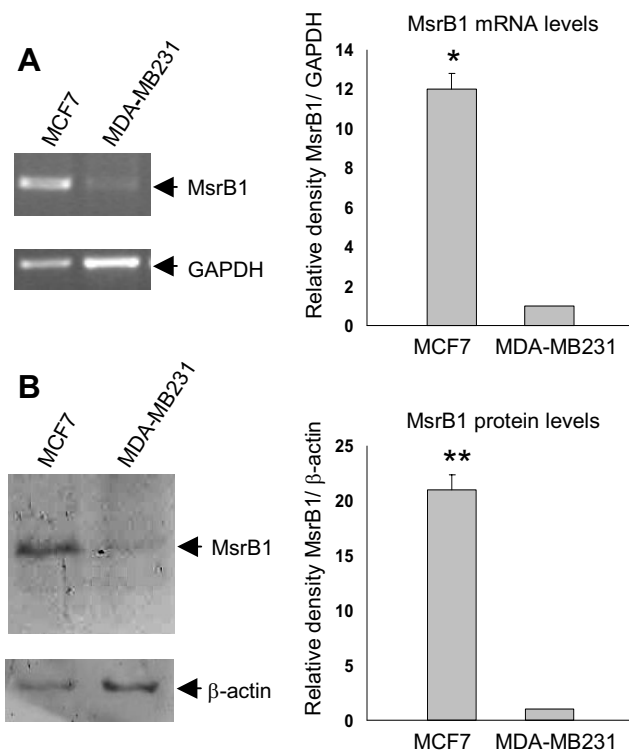 A
MCF7
MDA-MB231
MsrB1
GAPDH
MsrB1 mRNA levels
Relative density MsrB1/ GAPDH
14
12
10
8
6
4
2
0
*
MCF7
MDA-MB231
B
MCF7
MDA-MB231
MsrB1
β-actin
MsrB1 protein levels
Relative density MsrB1/ β-actin
25
20
15
10
5
0
**
MCF7
MDA-MB231